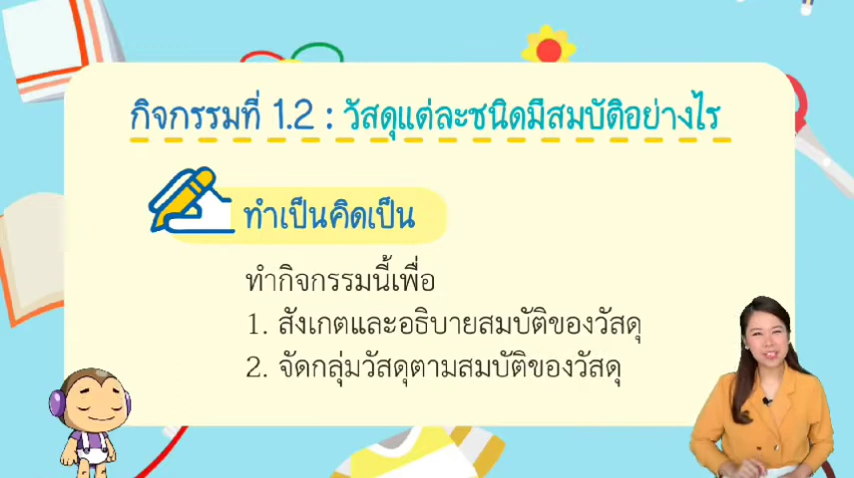 กิจกรรมที่ 1.2 : วัสดุแต่ละชนิดมีสมบัติอย่างไร
ทำเป็นคิดเป็น
ทำกิจกรรมนี้เพื่อ
1. สังเกตและอธิบายสมบัติของวัสดุ
2. จัดกลุ่มวัสดุตามสมบัติของวัสดุ